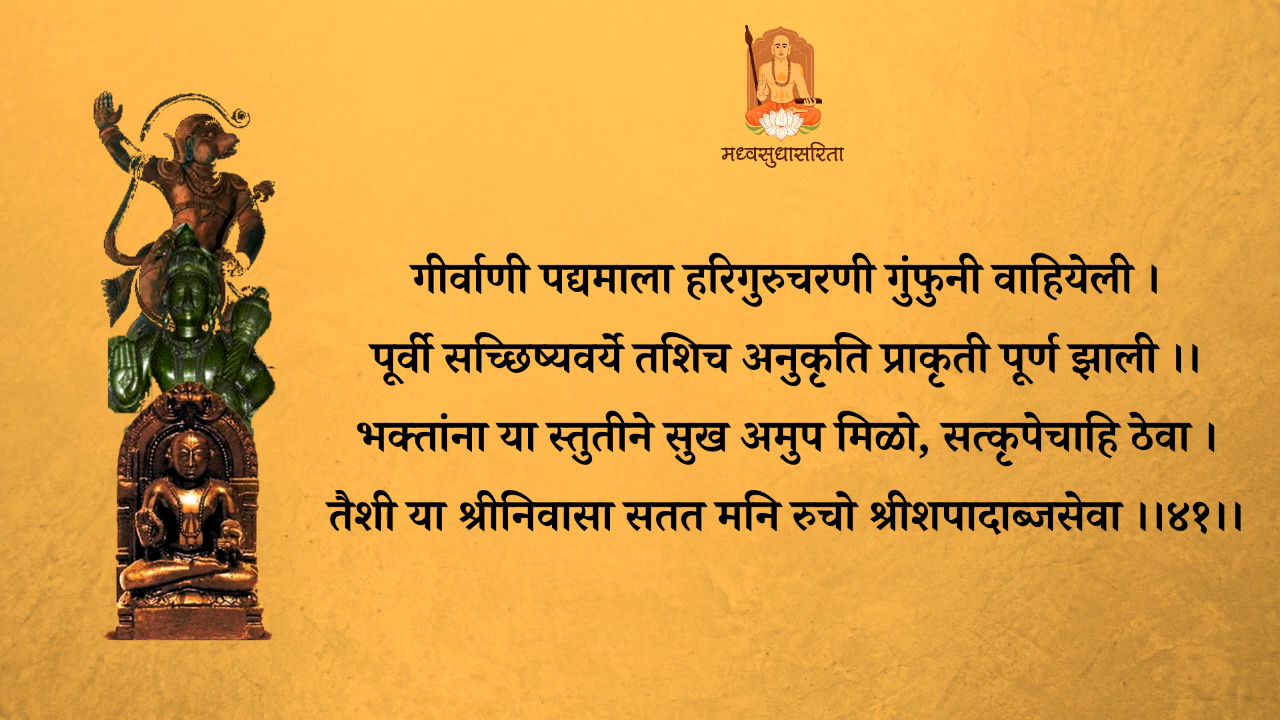 मध्वसुधासरिता
गीर्वाणी पद्यमाला हरिगुरुचरणी गुंफुनी वाहियेली ।
पूर्वी सच्छिष्यवर्ये तशिच अनुकृति प्राकृती पूर्ण झाली ।।
भक्तांना या स्तुतीने सुख अमुप मिळो, सत्कृपेचाहि ठेवा ।
तैशी या श्रीनिवासा सतत मनि रुचो श्रीशपादाब्जसेवा ।।४१।।